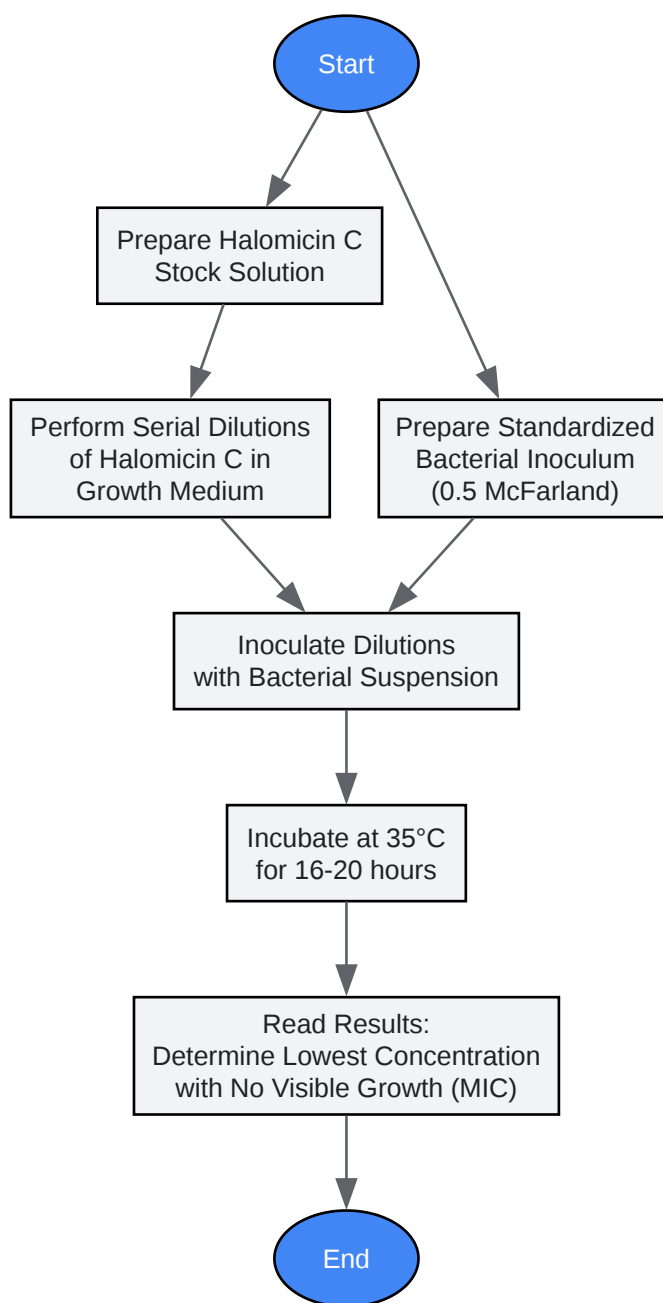 Start
Prepare Halomicin C
Stock Solution
Perform Serial Dilutions
of Halomicin C in
Growth Medium
Prepare Standardized
Bacterial Inoculum
(0.5 McFarland)
Inoculate Dilutions
with Bacterial Suspension
Incubate at 35°C
for 16-20 hours
Read Results:
Determine Lowest Concentration
with No Visible Growth (MIC)
End